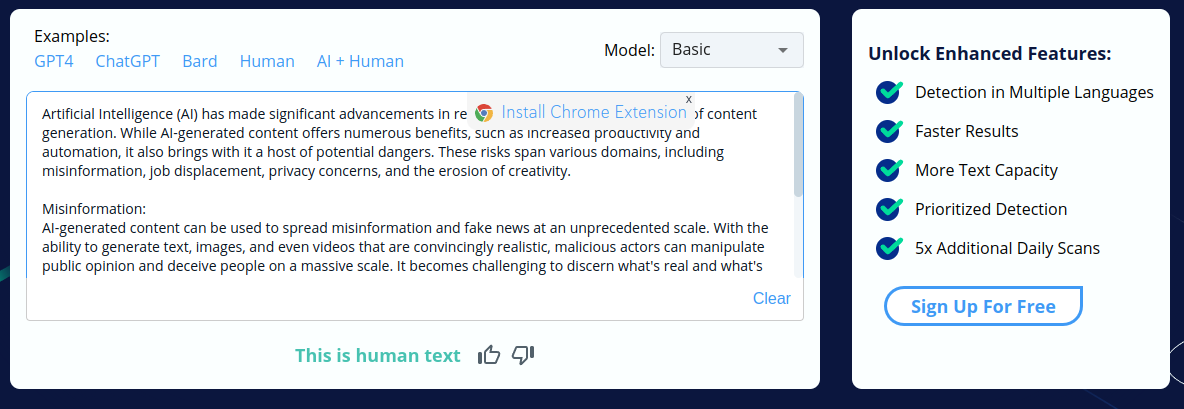 Examples:
GPT4 ChatGPT Bard Human AI + Human
Model: Basic
Artificial Intelligence (AI) has made significant advancements in re
Install Chrome Extension
x
of content
generation. While AI-generated content offers numerous benefits, such as increased productivity and
automation, it also brings with it a host of potential dangers. These risks span various domains, including
misinformation, job displacement, privacy concerns, and the erosion of creativity.
Misinformation:
AI-generated content can be used to spread misinformation and fake news at an unprecedented scale. With the
ability to generate text, images, and even videos that are convincingly realistic, malicious actors can manipulate
public opinion and deceive people on a massive scale. It becomes challenging to discern what's real and what's
Clear
This is human text
Unlock Enhanced Features:
Detection in Multiple Languages
Faster Results
More Text Capacity
Prioritized Detection
5x Additional Daily Scans
Sign Up For Free